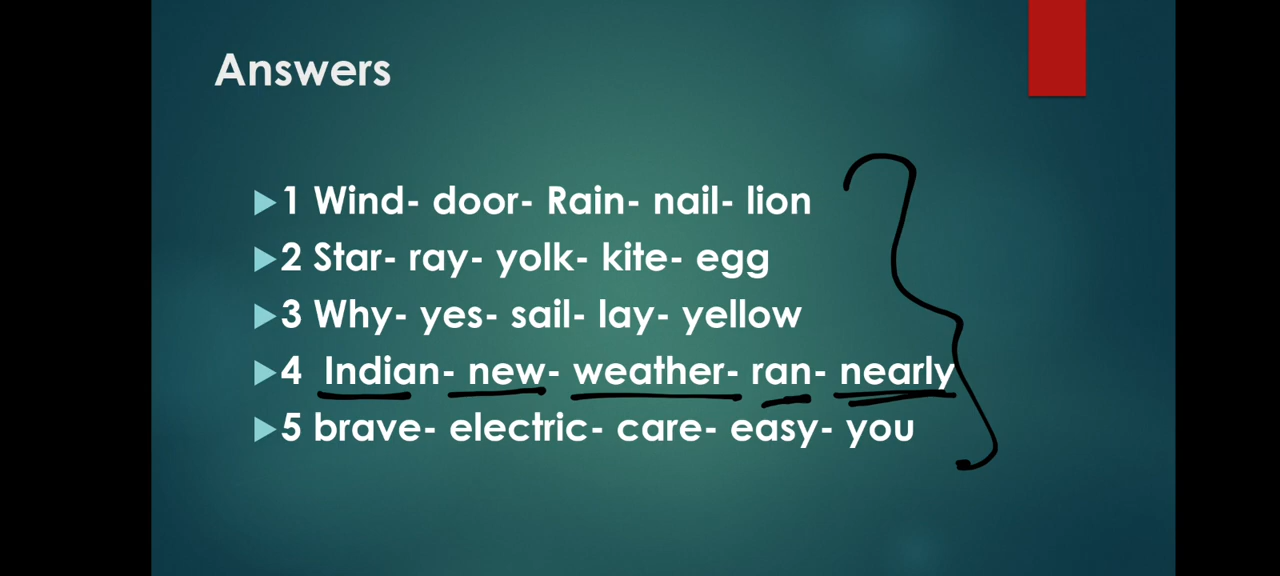 Answers
1 Wind- door- Rain- nail- lion
2 Star- ray- yolk- kite- egg
3 Why- yes- sail- lay- yellow
4 Indian- new- weather- ran- nearly
5 brave- electric- care- easy- you